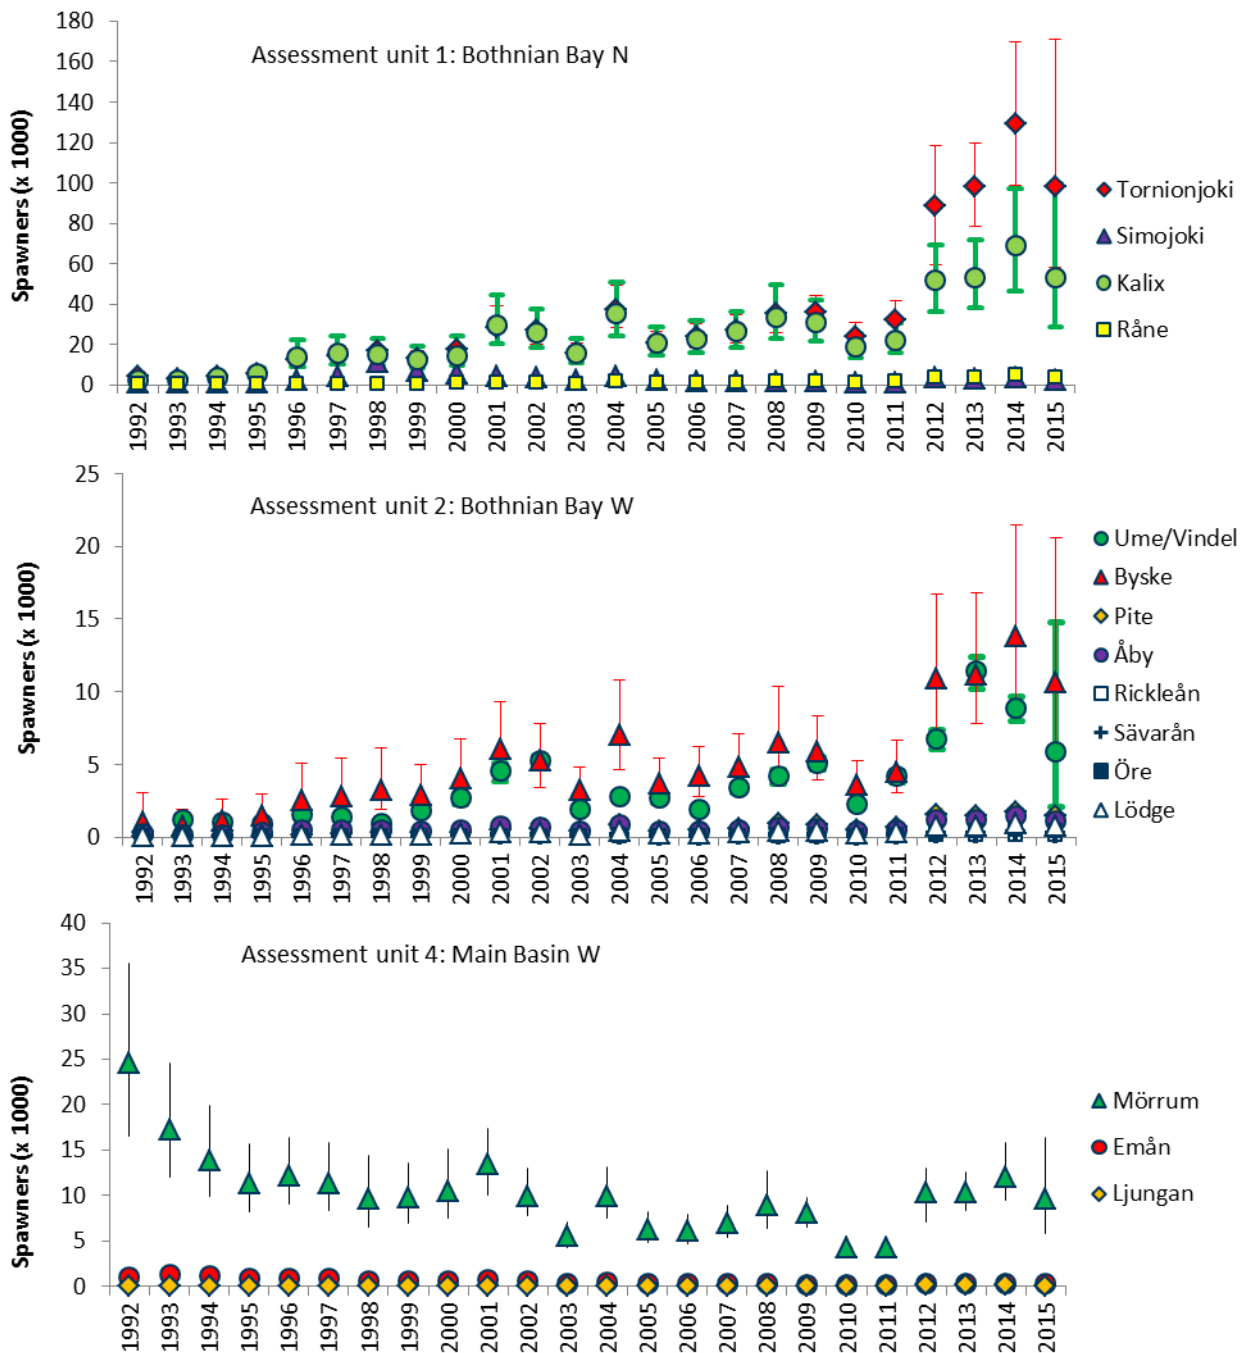 Assessment unit 1: Bothnian Bay N
Spawners (x 1000)
180
160
140
120
100
80
60
40
20
0
1992 1993 1994 1995 1996 1997 1998 1999 2000 2001 2002 2003 2004 2005 2006 2007 2008 2009 2010 2011 2012 2013 2014 2015
Tornionjoki
Simojoki
Kalix
Råne
Assessment unit 2: Bothnian Bay W
Spawners (x 1000)
25
20
15
10
5
0
1992 1993 1994 1995 1996 1997 1998 1999 2000 2001 2002 2003 2004 2005 2006 2007 2008 2009 2010 2011 2012 2013 2014 2015
Ume/Vindel
Byske
Pite
Åby
Rickleån
Sävarån
Öre
Lödge
Assessment unit 4: Main Basin W
Spawners (x 1000)
40
35
30
25
20
15
10
5
0
1992 1993 1994 1995 1996 1997 1998 1999 2000 2001 2002 2003 2004 2005 2006 2007 2008 2009 2010 2011 2012 2013 2014 2015
Mörrum
Emån
Ljungan